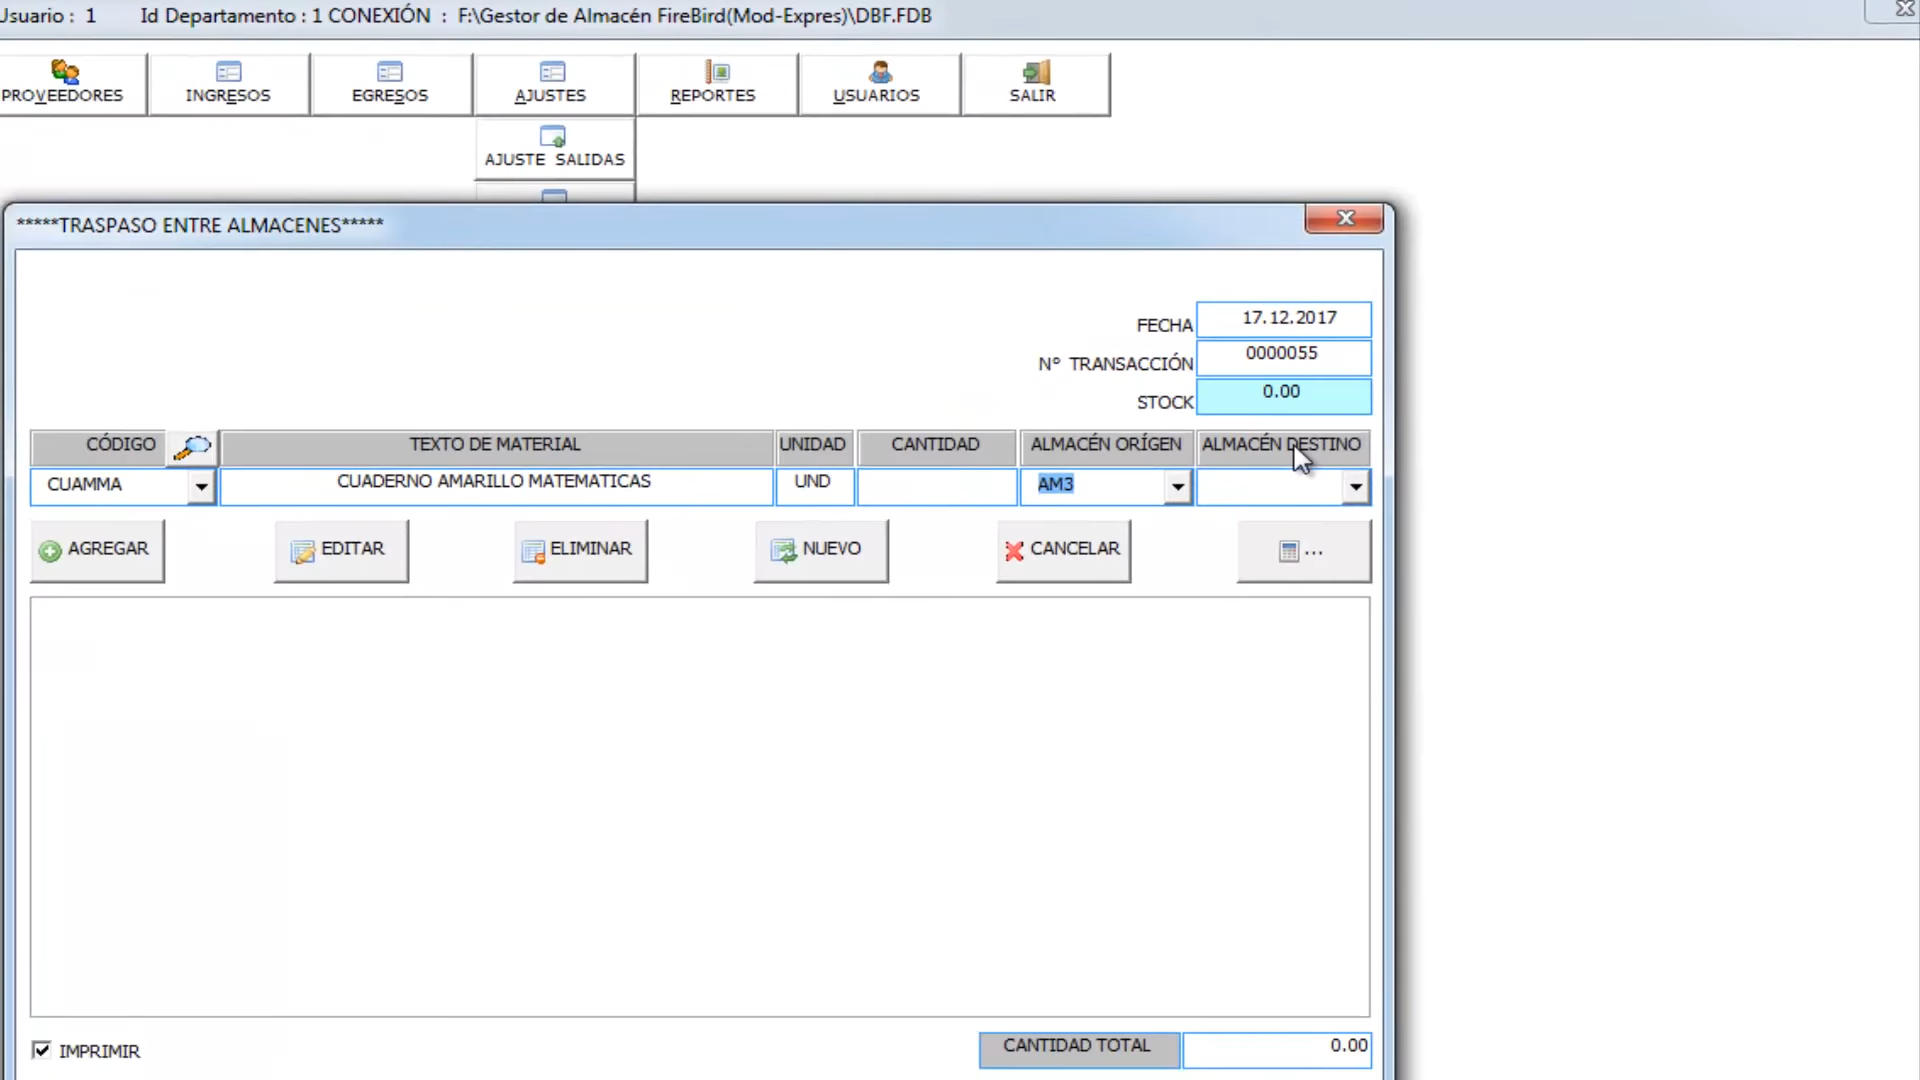 Usuario : 1 Id Departamento : 1 CONEXIÓN : F:\Gestor de Almacén FireBird(Mod-Expres)\DBF.FDB
PROVEEDORES INGRESOS EGRESOS AJUSTES REPORTES USUARIOS SALIR
AJUSTE SALIDAS
*****TRASPASO ENTRE ALMACENES*****
FECHA 17.12.2017
Nº TRANSACCIÓN 0000055
STOCK 0.00
CÓDIGO TEXTO DE MATERIAL UNIDAD CANTIDAD ALMACÉN ORÍGEN ALMACÉN DESTINO
CUAMMA CUADERNO AMARILLO MATEMATICAS UND AM3
AGREGAR EDITAR ELIMINAR NUEVO CANCELAR ...
IMPRIMIR CANTIDAD TOTAL 0.00